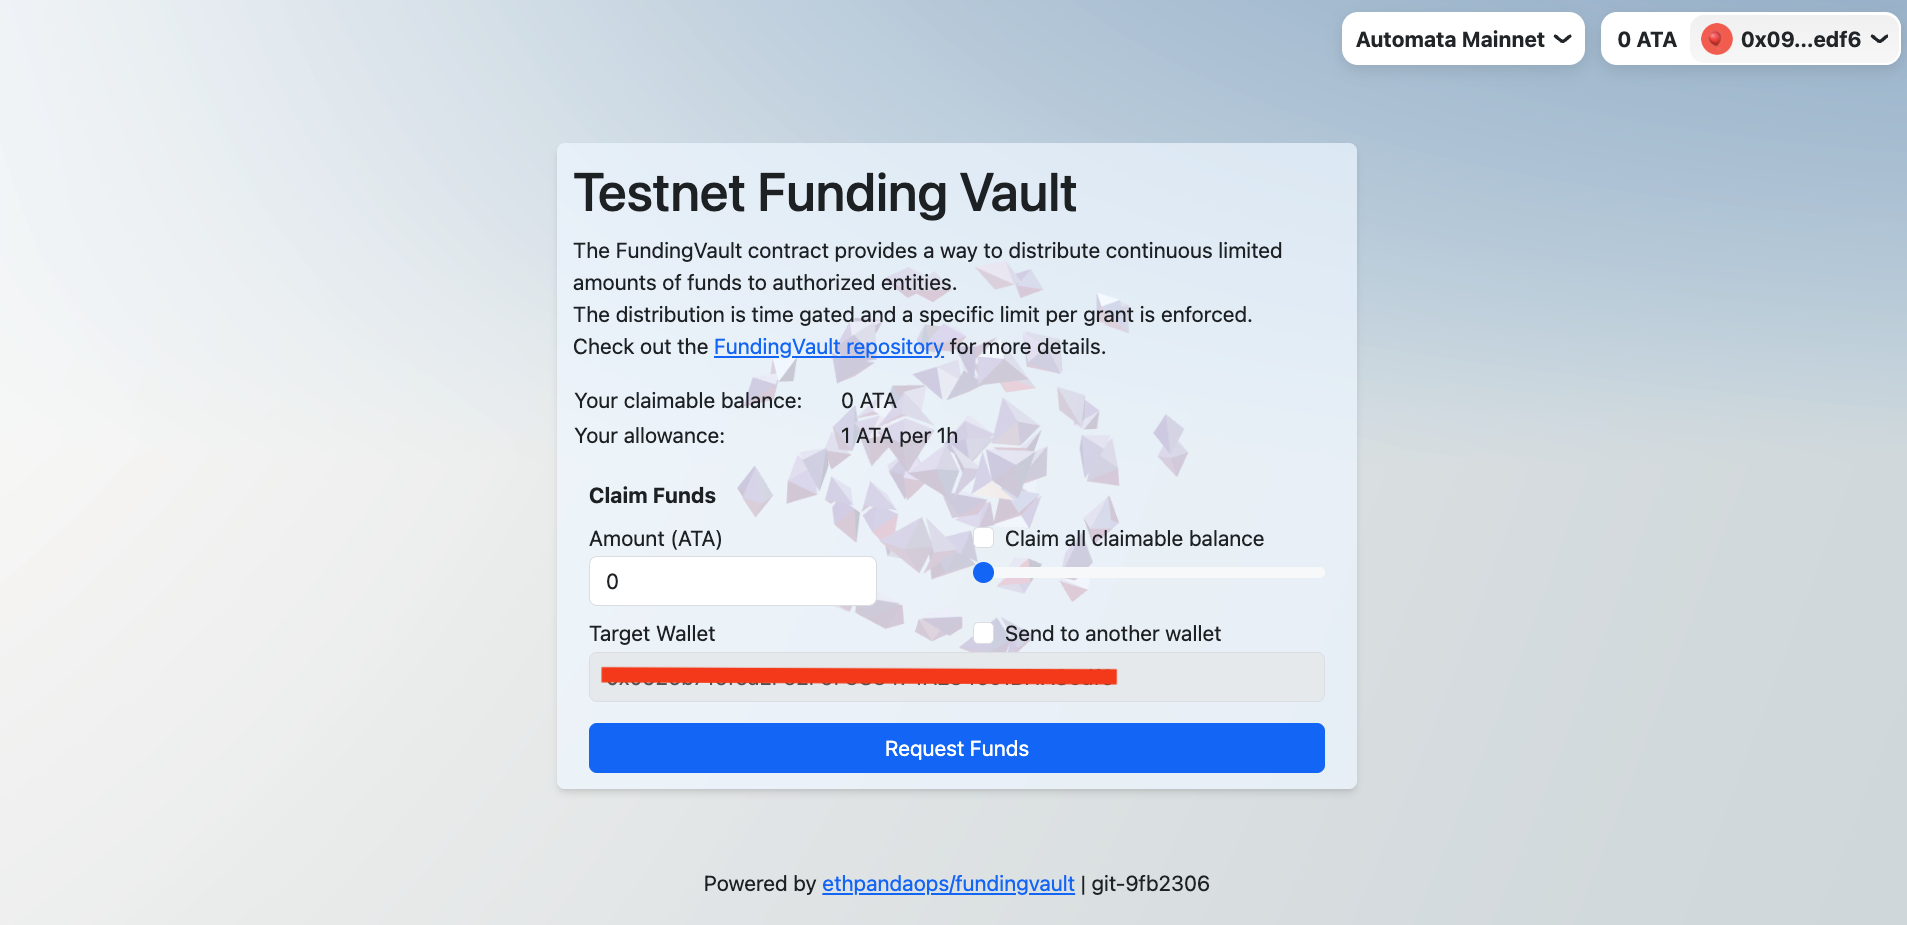 Automata Mainnet
0 ATA 0x09...edf6
Testnet Funding Vault
The FundingVault contract provides a way to distribute continuous limited
amounts of funds to authorized entities.
The distribution is time gated and a specific limit per grant is enforced.
Check out the FundingVault repository for more details.
Your claimable balance: 0 ATA
Your allowance: 1 ATA per 1h
Claim Funds
Amount (ATA)
Claim all claimable balance
0
Target Wallet
Send to another wallet
Request Funds
Powered by ethpandaops/fundingvault | git-9fb2306